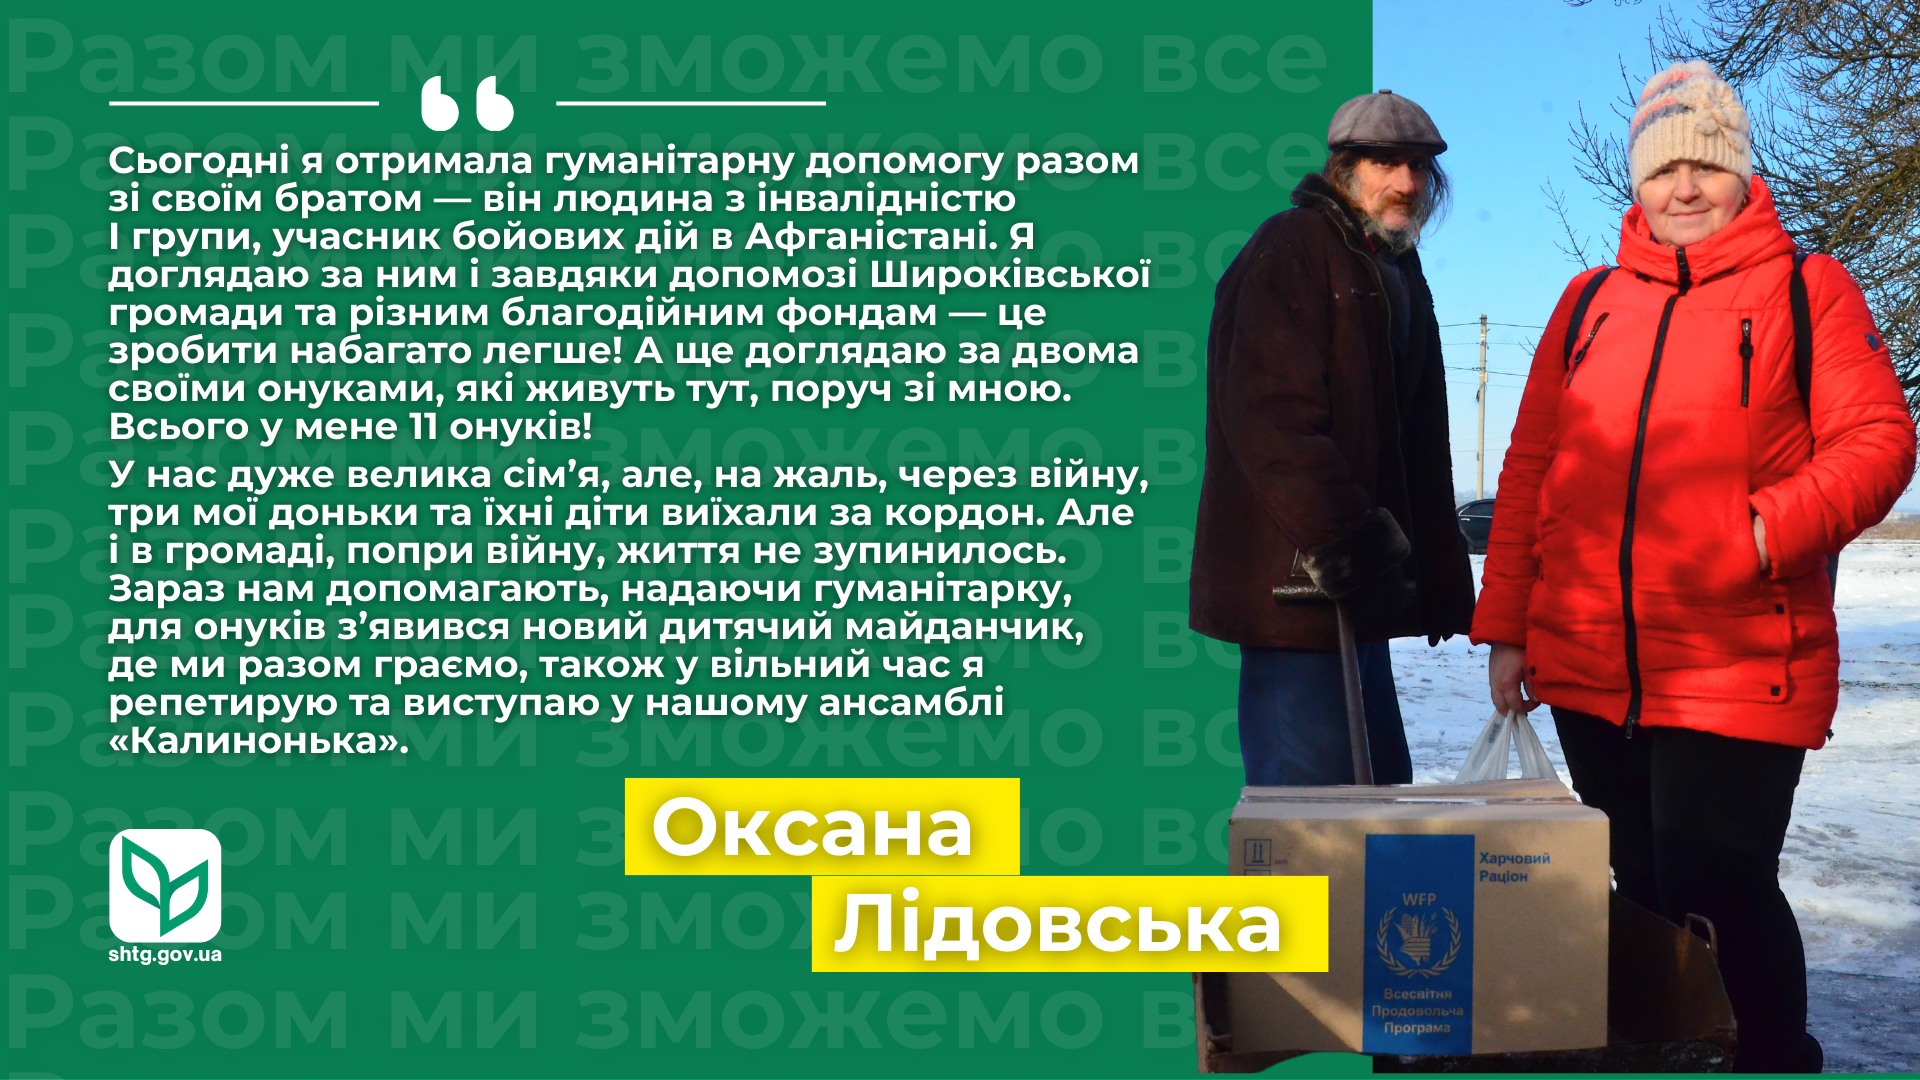 Разом ми зможемо все
Сьогодні я отримала гуманітарну допомогу разом
зі своїм братом — він людина з інвалідністю
І групи, учасник бойових дій в Афганістані. Я
доглядаю за ним і завдяки допомозі Широківської
громади та різним благодійним фондам — це
зробити набагато легше! А ще доглядаю за двома
своїми онуками, які живуть тут, поруч зі мною.
Всього у мене 11 онуків!
У нас дуже велика сім’я, але, на жаль, через війну,
три мої доньки та їхні діти виїхали за кордон. Але
і в громаді, попри війну, життя не зупинилось.
Зараз нам допомагають, надаючи гуманітарку,
для онуків з’явився новий дитячий майданчик,
де ми разом граємо, також у вільний час я
репетирую та виступаю у нашому ансамблі
«Калинонька».
Оксана
Лідовська
shtg.gov.ua
Харчовий
Раціон
WFP
Всесвітня
Продовольча
Програма
Разом ми зможемо в